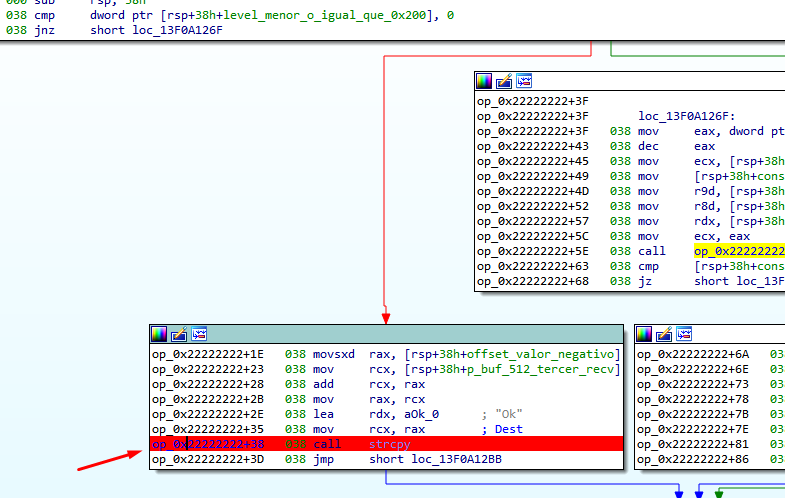 000 sub rsp, 38h
038 cmp dword ptr [rsp+38h+level_menor_o_igual_que_0x200], 0
038 jnz short loc_13F0A126F
op_0x22222222+3F
op_0x22222222+3F loc_13F0A126F:
op_0x22222222+3F 038 mov eax, dword pt
op_0x22222222+43 038 dec eax
op_0x22222222+45 038 mov ecx, [rsp+38h
op_0x22222222+49 038 mov [rsp+38h+cons
op_0x22222222+4D 038 mov r9d, [rsp+38h
op_0x22222222+52 038 mov r8d, [rsp+38h
op_0x22222222+57 038 mov rdx, [rsp+38h
op_0x22222222+5C 038 mov ecx, eax
op_0x22222222+5E 038 call op_0x22222222
op_0x22222222+63 038 cmp [rsp+38h+cons
op_0x22222222+68 038 jz short loc_13F
op_0x22222222+1E 038 movsxd rax, [rsp+38h+offset_valor_negativo]
op_0x22222222+23 038 mov rcx, [rsp+38h+p_buf_512_tercer_recv]
op_0x22222222+28 038 add rcx, rax
op_0x22222222+2B 038 mov rax, rcx
op_0x22222222+2E 038 lea rdx, aOk_0 ; "Ok"
op_0x22222222+35 038 mov rcx, rax ; Dest
op_0x22222222+38 038 call strcpy
op_0x22222222+3D 038 jmp short loc_13F0A12BB
op_0x22222222+6A 03
op_0x22222222+6E 03
op_0x22222222+73 03
op_0x22222222+78 03
op_0x22222222+7B 03
op_0x22222222+7E 03
op_0x22222222+81 03
op_0x22222222+86 03